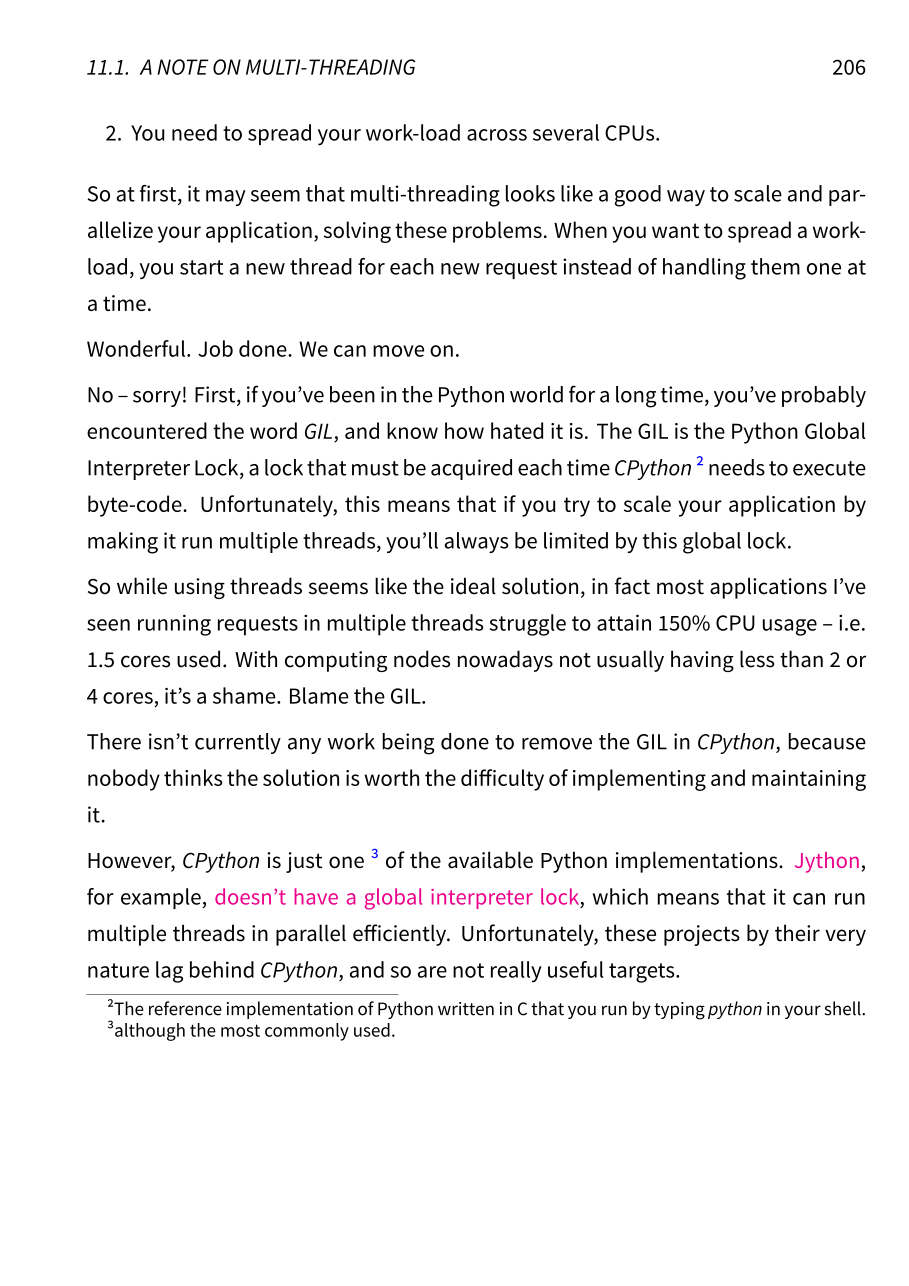 11.1. A NOTE ON MULTI-THREADING 206
2. You need to spread your work-load across several CPUs.
So at first, it may seem that multi-threading looks like a good way to scale and par-
allelize your application, solving these problems. When you want to spread a work-
load, you start a new thread for each new request instead of handling them one at
a time.
Wonderful. Job done. We can move on.
No – sorry! First, if you’ve been in the Python world for a long time, you’ve probably
encountered the word GIL, and know how hated it is. The GIL is the Python Global
Interpreter Lock, a lock that must be acquired each time CPython ² needs to execute
byte-code. Unfortunately, this means that if you try to scale your application by
making it run multiple threads, you’ll always be limited by this global lock.
So while using threads seems like the ideal solution, in fact most applications I’ve
seen running requests in multiple threads struggle to attain 150% CPU usage – i.e.
1.5 cores used. With computing nodes nowadays not usually having less than 2 or
4 cores, it’s a shame. Blame the GIL.
There isn’t currently any work being done to remove the GIL in CPython, because
nobody thinks the solution is worth the difficulty of implementing and maintaining
it.
However, CPython is just one ³ of the available Python implementations. Jython,
for example, doesn’t have a global interpreter lock, which means that it can run
multiple threads in parallel efficiently. Unfortunately, these projects by their very
nature lag behind CPython, and so are not really useful targets.
²The reference implementation of Python written in C that you run by typing python in your shell.
³although the most commonly used.